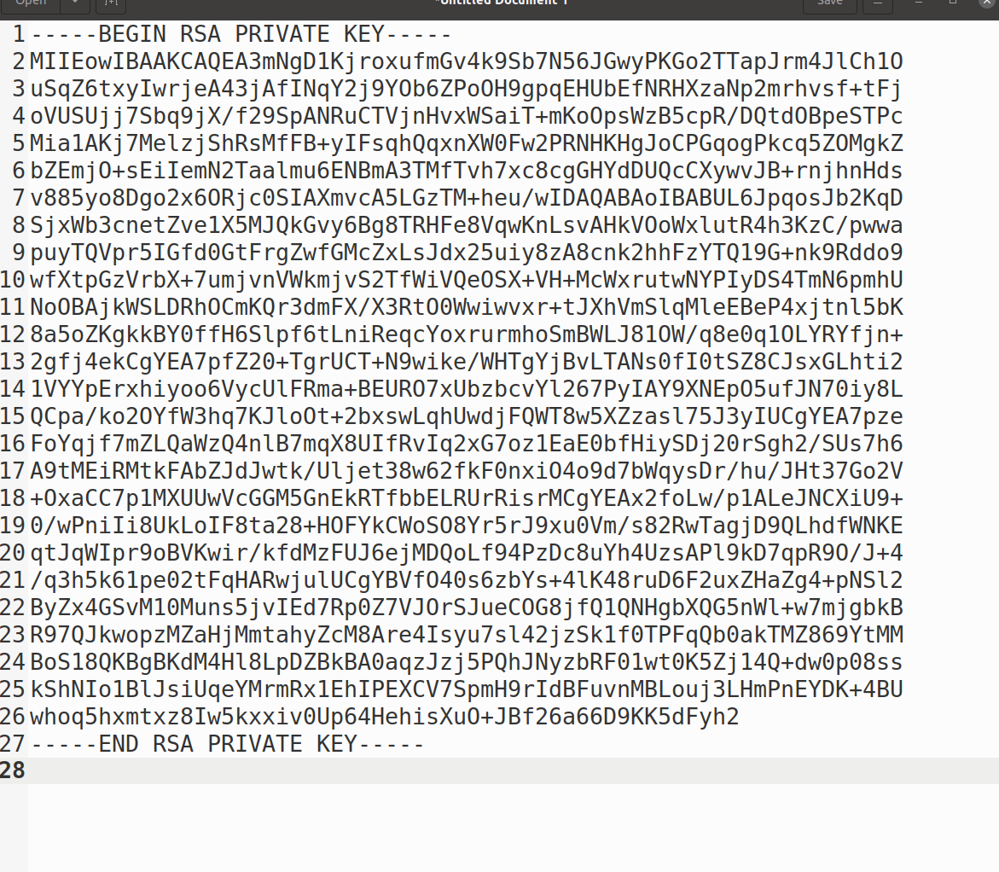 Open
*Untitled Document 1
Save
1 -----BEGIN RSA PRIVATE KEY-----
2 MIIEowIBAAKCAQEA3mNgD1KjroxufmGv4k9Sb7N56JGwyPKGo2TTapJrm4JlCh1O
3 uSqZ6txyIwrjeA43jAfINqY2j9YOb6ZPoOH9gpqEHUbEfNRHXzaNp2mrhvsf+tFj
4 oVUSUjj7Sbq9jX/f29SpANRuCTVjnHvxWSaiT+mKoOpsWzB5cpR/DQtdOBpeSTPc
5 Mia1AKj7MelzjShRsMfFB+yIFsqhQqxnXW0Fw2PRNHKHgJoCPGqogPkcq5ZOMgkZ
6 bZEmjO+sEiIemN2Taalmu6ENBmA3TMfTvh7xc8cgGHYdDUQcCXywvJB+rnjhnHds
7 v885yo8Dgo2x6ORjc0SIAXmvcA5LGzTM+heu/wIDAQABAoIBABUL6JpqosJb2KqD
8 SjxWb3cnetZve1X5MJQkGvy6Bg8TRHFe8VqwKnLsvAHkVOoWxlutR4h3KzC/pwwa
9 puyTQVpr5IGfd0GtFrgZwfGMcZxLsJdx25uiy8zA8cnk2hhFzYTQ19G+nk9Rddo9
10 wfXtpGzVrbX+7umjvnVWkmjvS2TfWiVQeOSX+VH+McWxrutwNYPIyDS4TmN6pmhU
11 NoOBAjkWSLDRhOCmKQr3dmFX/X3RtO0Wwiwvxr+tJXhVmSlqMleEBeP4xjtnl5bK
12 8a5oZKgkkBY0ffH6Slpf6tLniReqcYoxrurmhoSmBWLJ81OW/q8e0q1OLYRYfjn+
13 2gfj4ekCgYEA7pfZ20+TgrUCT+N9wike/WHTgYjBvLTANs0fI0tSZ8CJsxGLhti2
14 1VYYpErxhiyoo6VycUlFRma+BEURO7xUbzbcvYl267PyIAY9XNEpO5ufJN70iy8L
15 QCpa/ko2OYfW3hq7KJloOt+2bxswLqhUwdjFQWT8w5XZzasl75J3yIUCgYEA7pze
16 FoYqjf7mZLQaWzQ4nlB7mqX8UIfRvIq2xG7oz1EaE0bfHiySDj20rSgh2/SUs7h6
17 A9tMEiRMtkFAbZJdJwtk/Uljet38w62fkF0nxiO4o9d7bWqysDr/hu/JHt37Go2V
18 +OxaCC7p1MXUUwVcGGM5GnEkRTfbbELRUrRisrMCgYEAx2foLw/p1ALeJNCXiU9+
19 0/wPniIi8UkLoIF8ta28+HOFYkCWoSO8Yr5rJ9xu0Vm/s82RwTagjD9QLhdfWNKE
20 qtJqWIpr9oBVKwir/kfdMzFUJ6ejMDQoLf94PzDc8uYh4UzsAPl9kD7qpR9O/J+4
21 /q3h5k61pe02tFqHARwjulUCgYBVfO40s6zbYs+4lK48ruD6F2uxZHaZg4+pNSl2
22 ByZx4GSvM10Muns5jvIEd7Rp0Z7VJOrSJueCOG8jfQ1QNHgbXQG5nWl+w7mjgbkB
23 R97QJkwopzMZaHjMmtahyZcM8Are4Isyu7sl42jzSk1f0TPFqQb0akTMZ869YtMM
24 BoS18QKBgBKdM4Hl8LpDZBkBA0aqzJzj5PQhJNyzbRF01wt0K5Zj14Q+dw0p08ss
25 kShNIo1BlJsiUqeYMrmRx1EhIPEXCV7SpmH9rIdBFuvnMBLouj3LHmPnEYDK+4BU
26 whoq5hxmtxz8Iw5kxxiv0Up64HehisXuO+JBf26a66D9KK5dFyh2
27 -----END RSA PRIVATE KEY-----
28